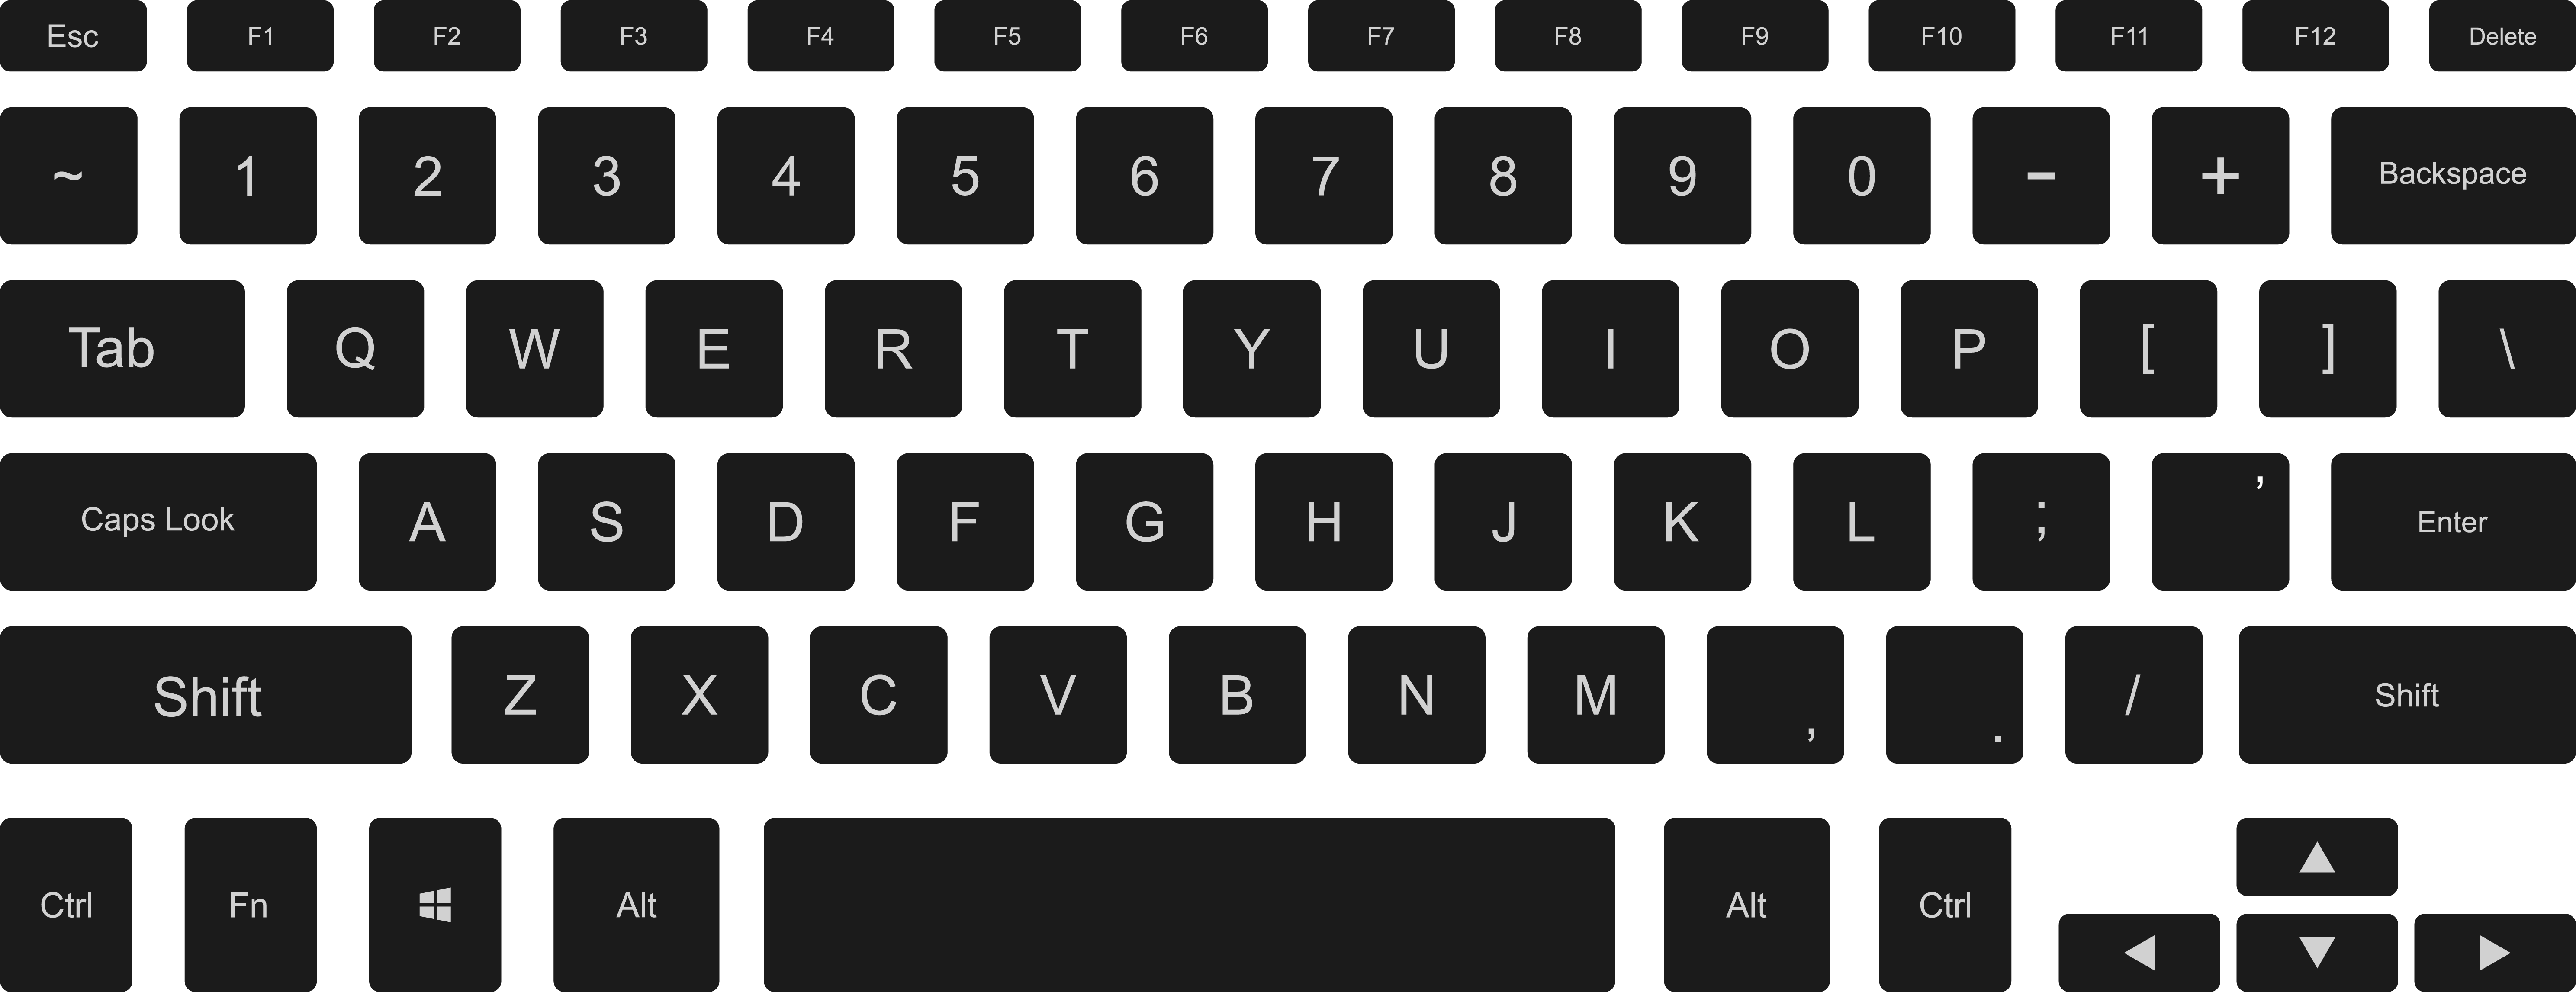 Esc F1 F2 F3 F4 F5 F6 F7 F8 F9 F10 F11 F12 Delete
~ 1 2 3 4 5 6 7 8 9 0 - + Backspace
Tab Q W E R T Y U I O P [ ] \
Caps Look A S D F G H J K L ; ' Enter
Shift Z X C V B N M , . / Shift
Ctrl Fn Alt Alt Ctrl